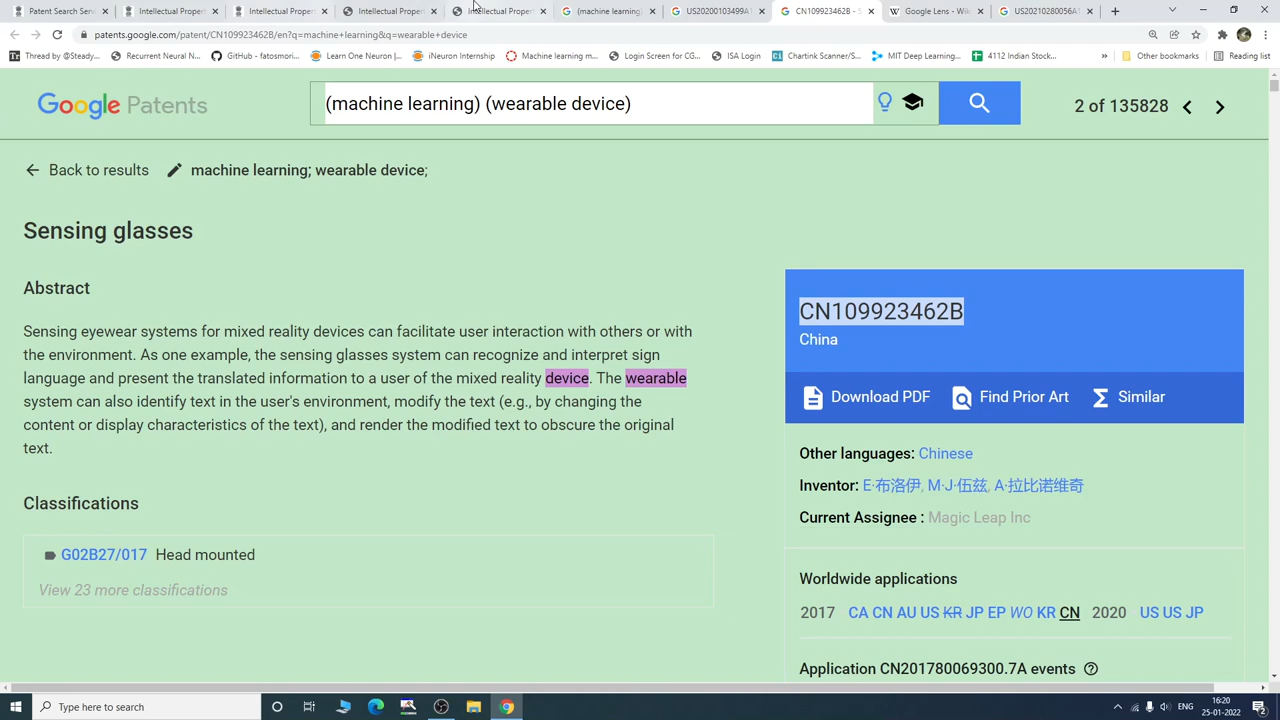 Patent Search Serv
Intellectual Proper
Intellectual Proper
Intellectual Proper
Intellectual Proper
(machine learning)
US20200103499A1
CN109923462B - S
Google Lens - Wik
US20210280056A1
patents.google.com/patent/CN109923462B/en?q=machine+learning&q=wearable+device
Thread by @Steady...
Recurrent Neural N...
GitHub - fatosmori...
Learn One Neuron |...
iNeuron Internship
Machine learning m...
Login Screen for CG...
ISA Login
Chartink Scanner/S...
MIT Deep Learning...
4112 Indian Stock...
»
Other bookmarks
Reading list
Google Patents
(machine learning) (wearable device)
2 of 135828
Back to results
machine learning; wearable device;
Sensing glasses
Abstract
Sensing eyewear systems for mixed reality devices can facilitate user interaction with others or with
the environment. As one example, the sensing glasses system can recognize and interpret sign
language and present the translated information to a user of the mixed reality device. The wearable
system can also identify text in the user's environment, modify the text (e.g., by changing the
content or display characteristics of the text), and render the modified text to obscure the original
text.
Classifications
G02B27/017 Head mounted
View 23 more classifications
CN109923462B
China
Download PDF
Find Prior Art
Similar
Other languages: Chinese
Inventor: E·布洛伊, M·J·伍兹, A·拉比诺维奇
Current Assignee : Magic Leap Inc
Worldwide applications
2017 CA CN AU US KR JP EP WO KR CN 2020 US US JP
Application CN201780069300.7A events
Type here to search
ENG
16:20
25-01-2022
2